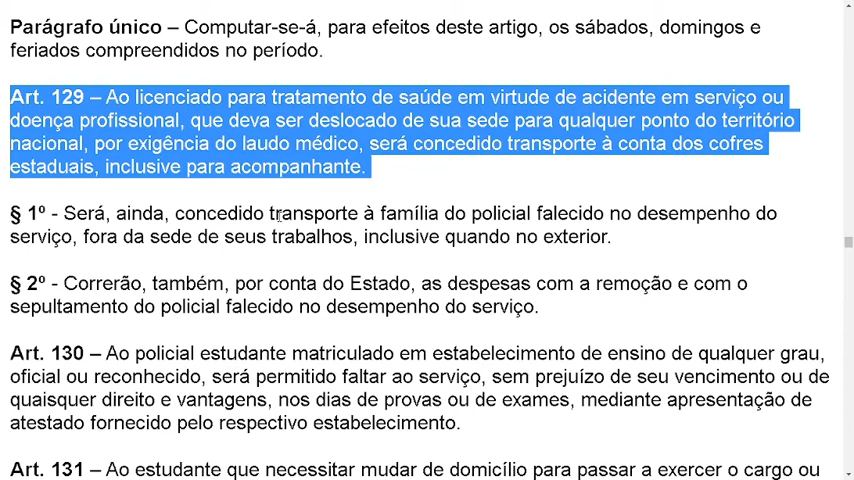 Parágrafo único – Computar-se-á, para efeitos deste artigo, os sábados, domingos e
feriados compreendidos no período.
Art. 129 – Ao licenciado para tratamento de saúde em virtude de acidente em serviço ou
doença profissional, que deva ser deslocado de sua sede para qualquer ponto do território
nacional, por exigência do laudo médico, será concedido transporte à conta dos cofres
estaduais, inclusive para acompanhante.
§ 1º - Será, ainda, concedido transporte à família do policial falecido no desempenho do
serviço, fora da sede de seus trabalhos, inclusive quando no exterior.
§ 2º - Correrão, também, por conta do Estado, as despesas com a remoção e com o
sepultamento do policial falecido no desempenho do serviço.
Art. 130 – Ao policial estudante matriculado em estabelecimento de ensino de qualquer grau,
oficial ou reconhecido, será permitido faltar ao serviço, sem prejuízo de seu vencimento ou de
quaisquer direito e vantagens, nos dias de provas ou de exames, mediante apresentação de
atestado fornecido pelo respectivo estabelecimento.
Art. 131 – Ao estudante que necessitar mudar de domicílio para passar a exercer o cargo ou